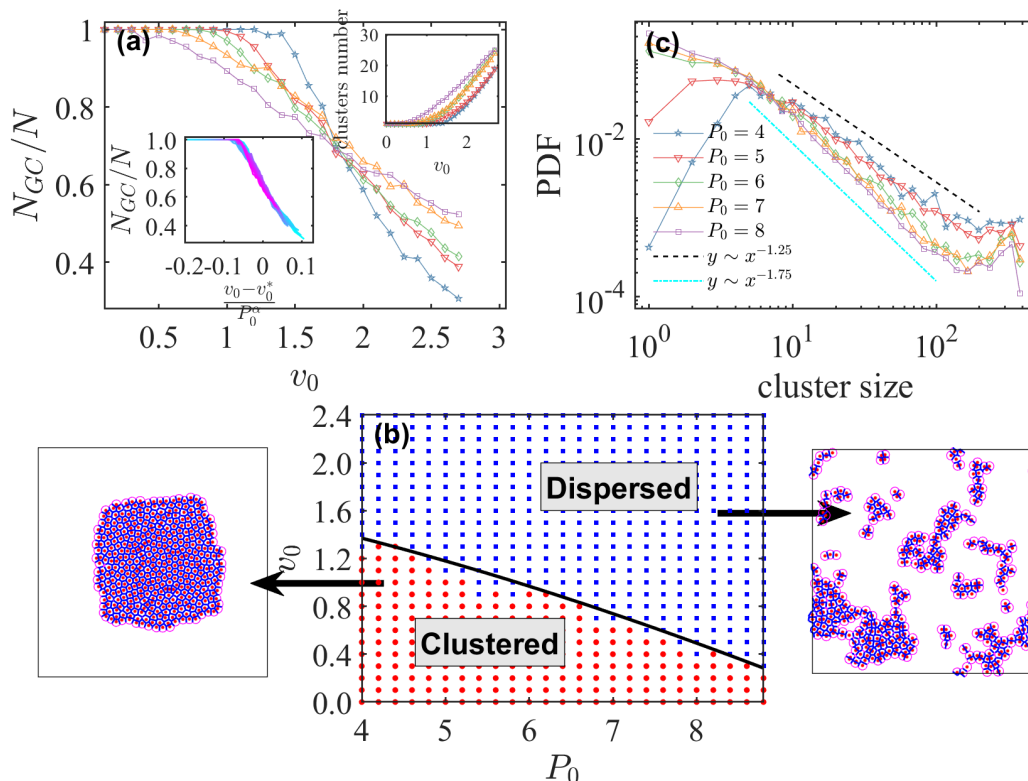 (a)
N_GC/N
1
0.8
0.6
0.4
0.5
1
1.5
2
2.5
3
v_0
clusters number
30
20
10
0
1
2
v_0
N_GC/N
1.0
0.8
0.6
0.4
-0.2
-0.1
0
0.1
v_0−v_0^*
P_0^α
(c)
PDF
10^-2
10^-4
10^0
10^1
10^2
cluster size
P_0 = 4
P_0 = 5
P_0 = 6
P_0 = 7
P_0 = 8
y ∼ x^-1.25
y ∼ x^-1.75
(b)
v_0
2.4
2.0
1.6
1.2
0.8
0.4
0.0
Dispersed
Clustered
4
5
6
7
8
P_0